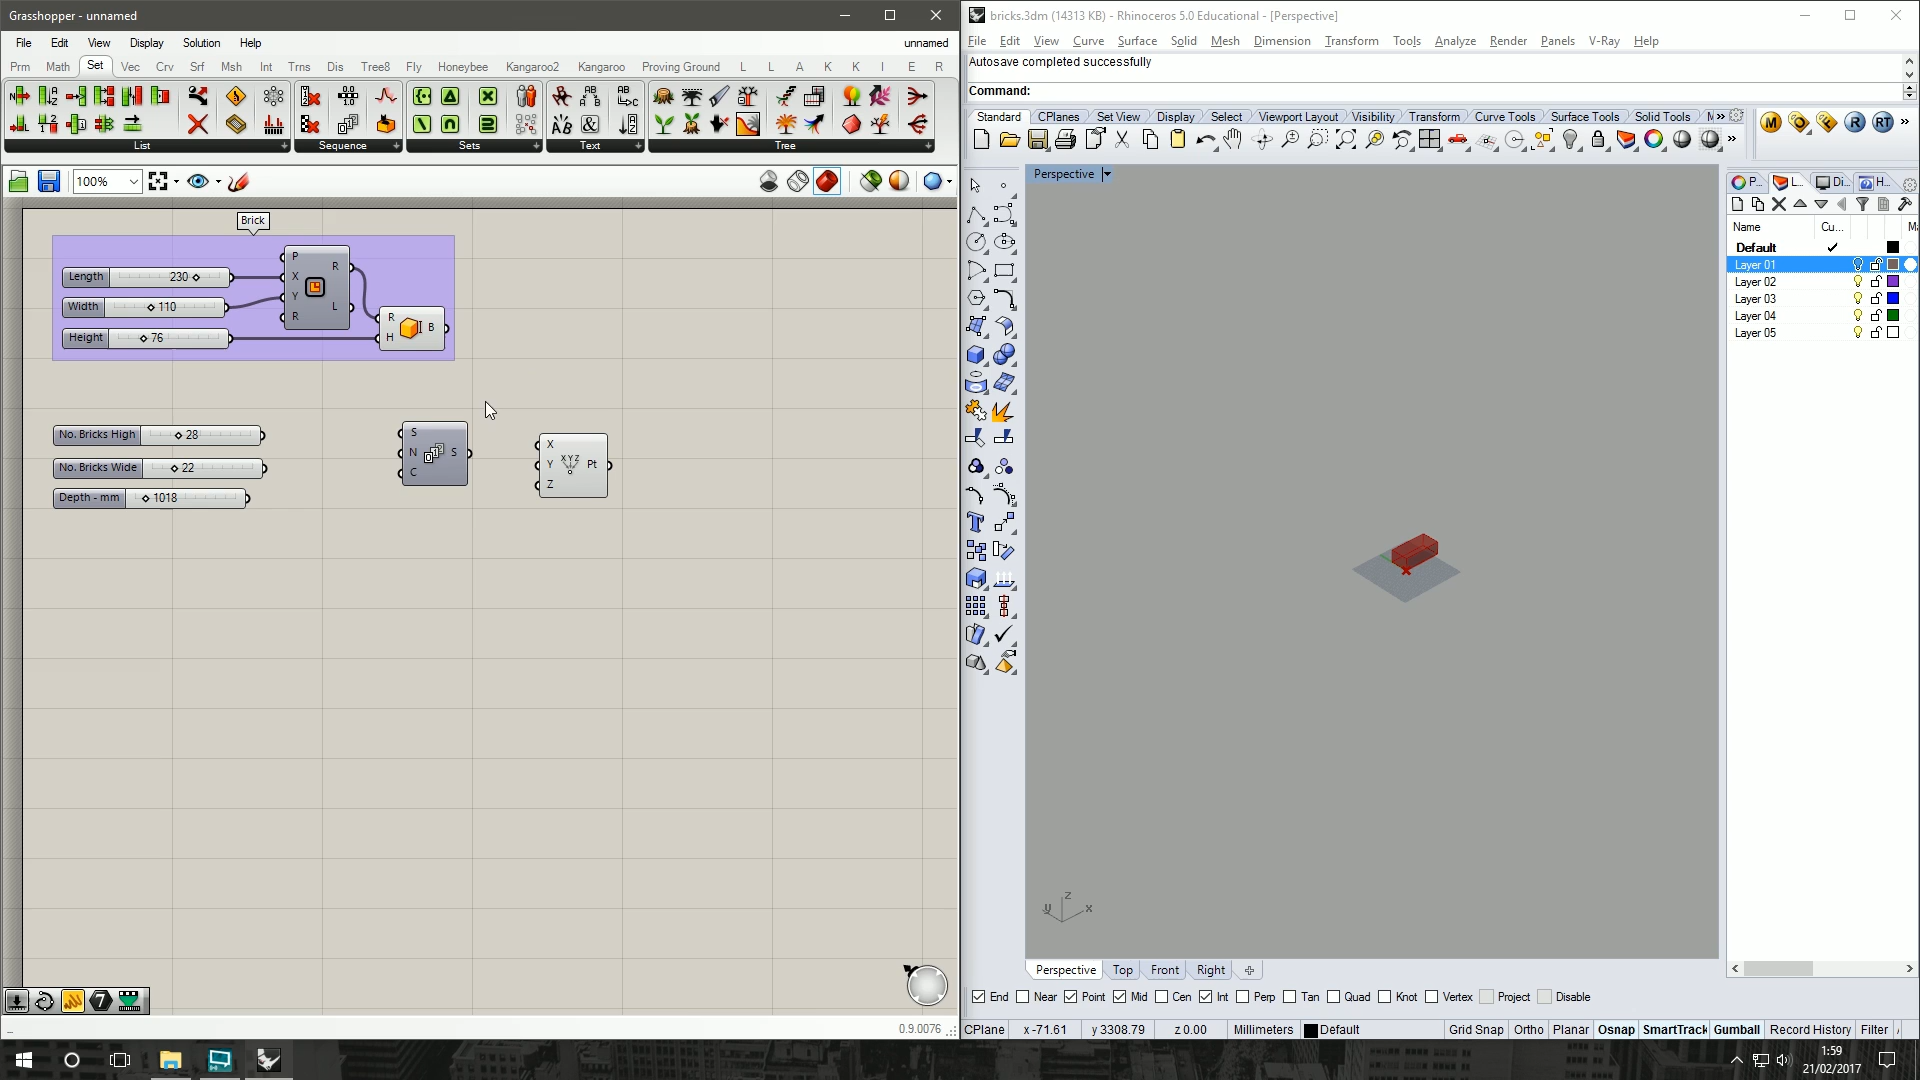 Grasshopper - unnamed
File Edit View Display Solution Help
unnamed
Prm Math Set Vec Crv Srf Msh Int Trns Dis Tree8 Fly Honeybee Kangaroo2 Kangaroo Proving Ground L L A K K I E R
List Sequence Sets Text Tree
100%
Brick
Length 230
Width 110
Height 76
P
X
Y
R
R
L
R
H
B
No. Bricks High 28
No. Bricks Wide 22
Depth - mm 1018
S
N
C
S
X
Y
Z
XYZ
Pt
0.9.0076
bricks.3dm (14313 KB) - Rhinoceros 5.0 Educational - [Perspective]
File Edit View Curve Surface Solid Mesh Dimension Transform Tools Analyze Render Panels V-Ray Help
Autosave completed successfully
Command:
Standard CPlanes Set View Display Select Viewport Layout Visibility Transform Curve Tools Surface Tools Solid Tools
M O F R RT
Perspective
P... L... Di... H...
Name Cu... M
Default
Layer 01
Layer 02
Layer 03
Layer 04
Layer 05
z
y x
Perspective Top Front Right
End Near Point Mid Cen Int Perp Tan Quad Knot Vertex Project Disable
CPlane x -71.61 y 3308.79 z 0.00 Millimeters Default Grid Snap Ortho Planar Osnap SmartTrack Gumball Record History Filter
1:59
21/02/2017